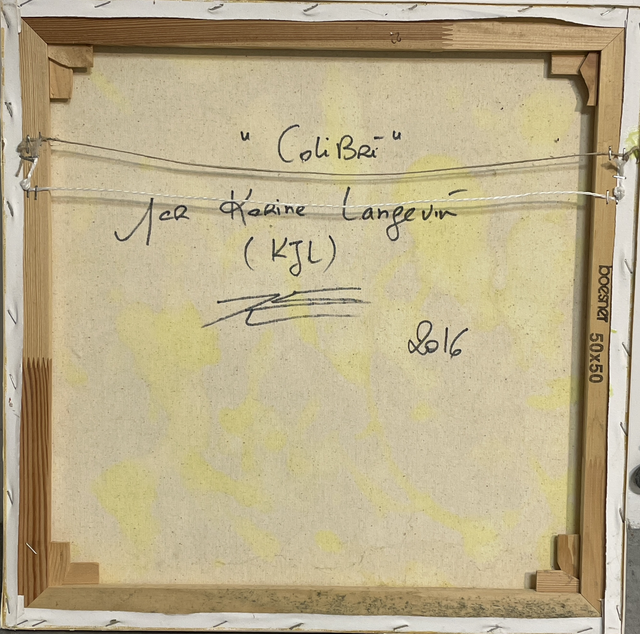 " ColiBri "
Karine Langevin
(KJL)
2016
boesner
50x50